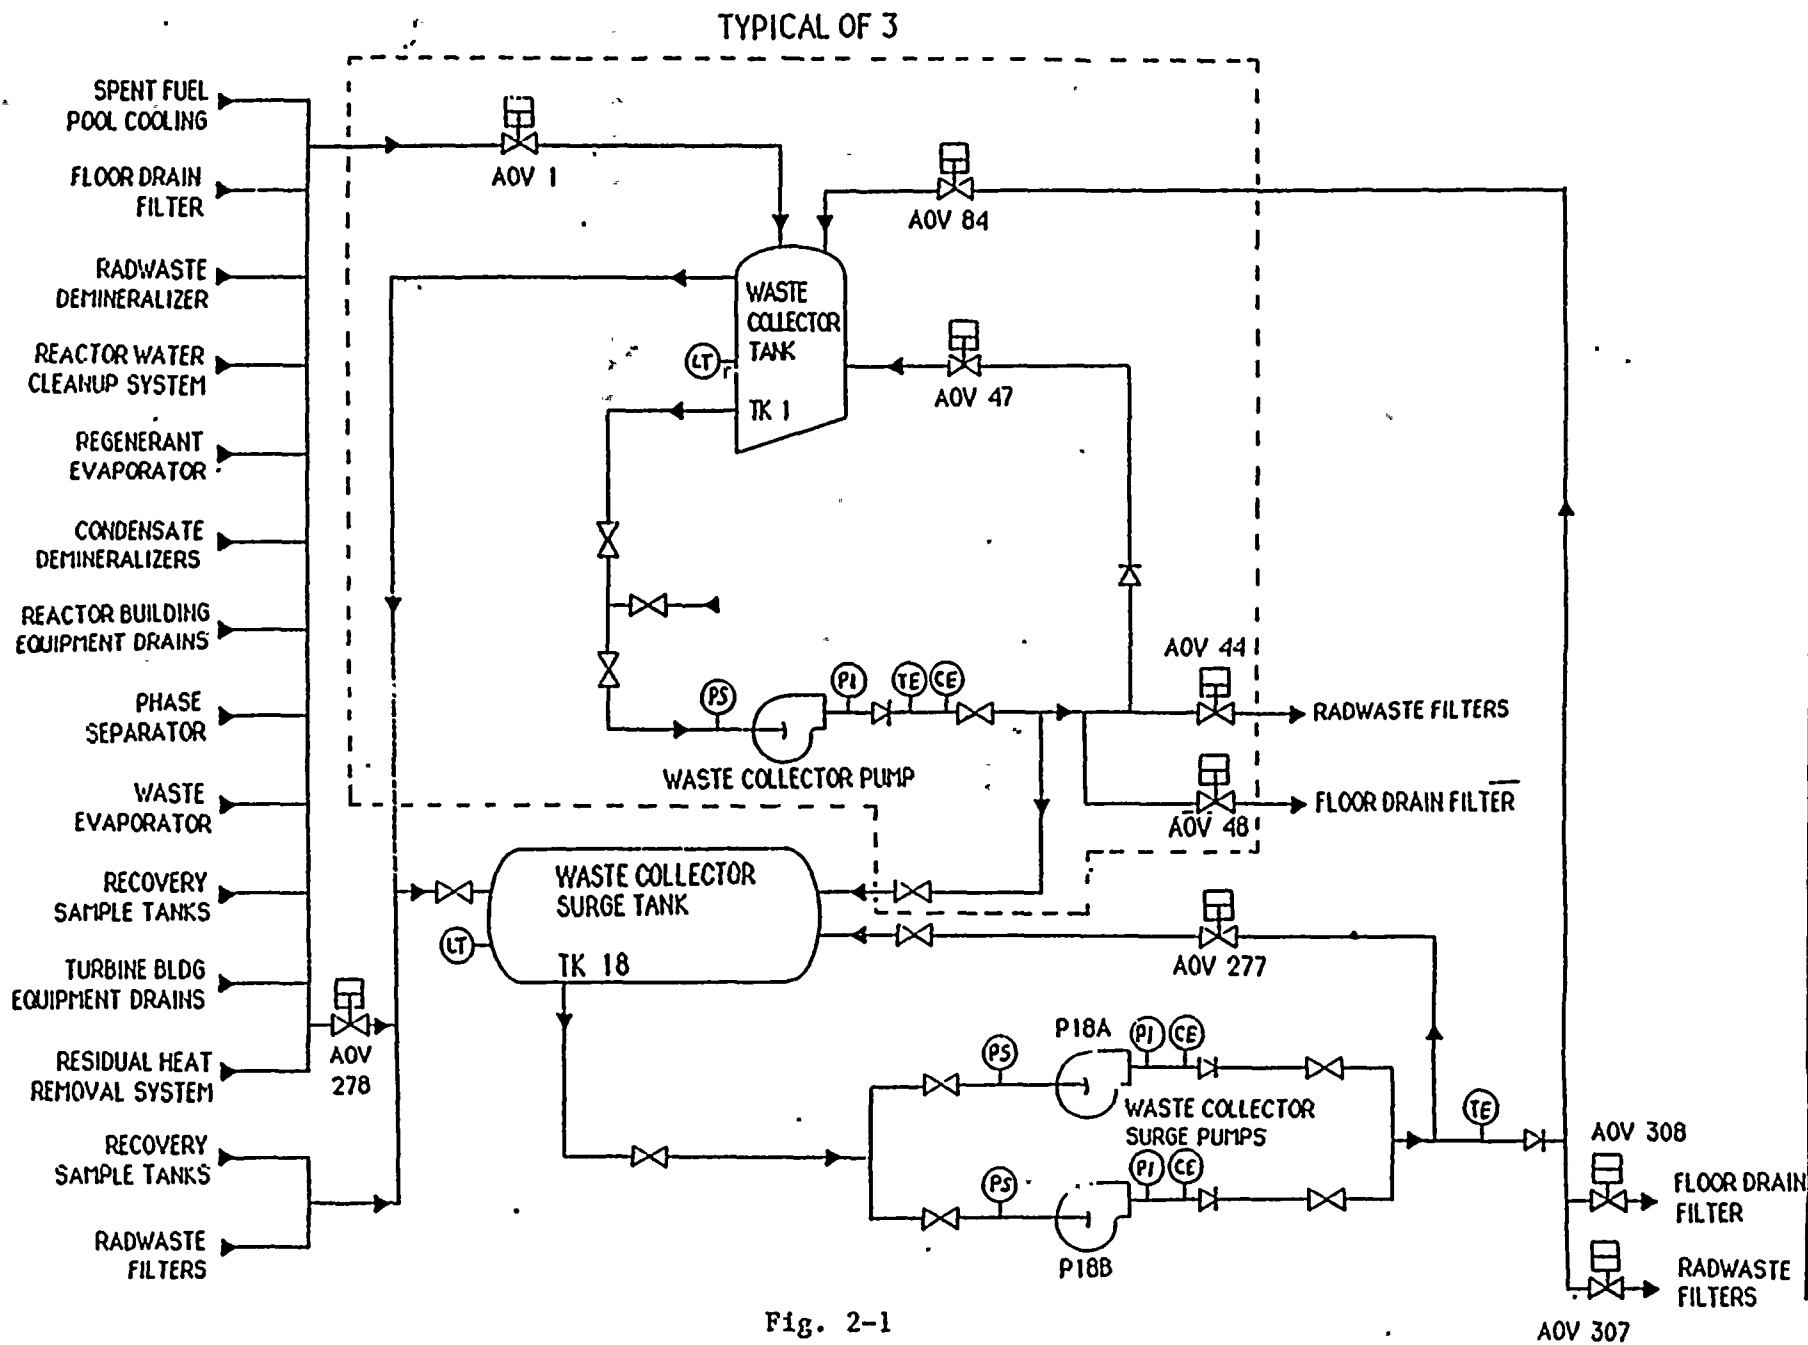 TYPICAL OF 3
SPENT FUEL
POOL COOLING
FLOOR DRAIN
FILTER
RADWASTE
DEMINERALIZER
REACTOR WATER
CLEANUP SYSTEM
REGENERANT
EVAPORATOR
CONDENSATE
DEMINERALIZERS
REACTOR BUILDING
EQUIPMENT DRAINS
PHASE
SEPARATOR
WASTE
EVAPORATOR
RECOVERY
SAMPLE TANKS
TURBINE BLDG
EQUIPMENT DRAINS
RESIDUAL HEAT
REMOVAL SYSTEM
RECOVERY
SAMPLE TANKS
RADWASTE
FILTERS
AOV 1
AOV 84
WASTE
COLLECTOR
TANK
LT
TK 1
AOV 47
PS
PI
TE
CE
WASTE COLLECTOR PUMP
AOV 44
RADWASTE FILTERS
FLOOR DRAIN FILTER
AOV 48
WASTE COLLECTOR
SURGE TANK
LT
TK 18
AOV 277
AOV
278
P18A
PS
PI
CE
WASTE COLLECTOR
SURGE PUMPS
PS
PI
CE
P18B
TE
AOV 308
FLOOR DRAIN
FILTER
RADWASTE
FILTERS
AOV 307
Fig. 2-1